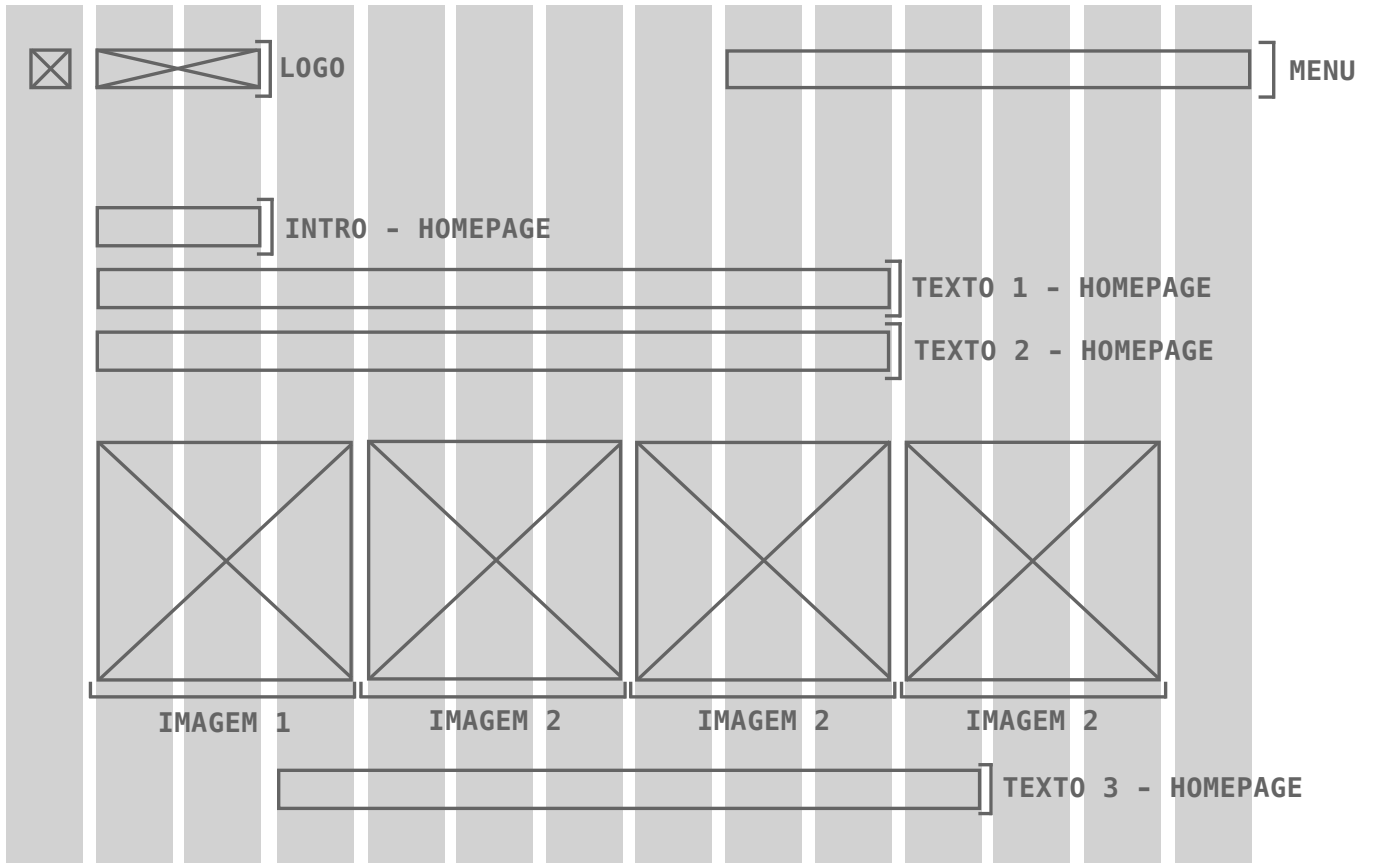 LOGO
MENU
INTRO - HOMEPAGE
TEXTO 1 - HOMEPAGE
TEXTO 2 - HOMEPAGE
IMAGEM 1
IMAGEM 2
IMAGEM 2
IMAGEM 2
TEXTO 3 - HOMEPAGE